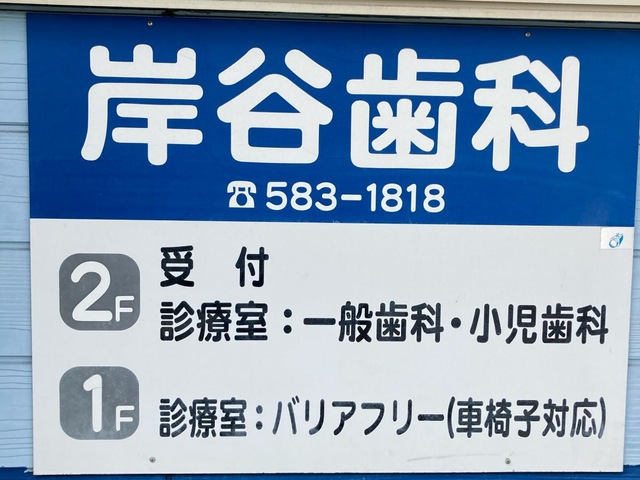 岸谷歯科
☎ 583-1818
2F
受 付
診療室：一般歯科・小児歯科
1F
診療室：バリアフリー(車椅子対応)